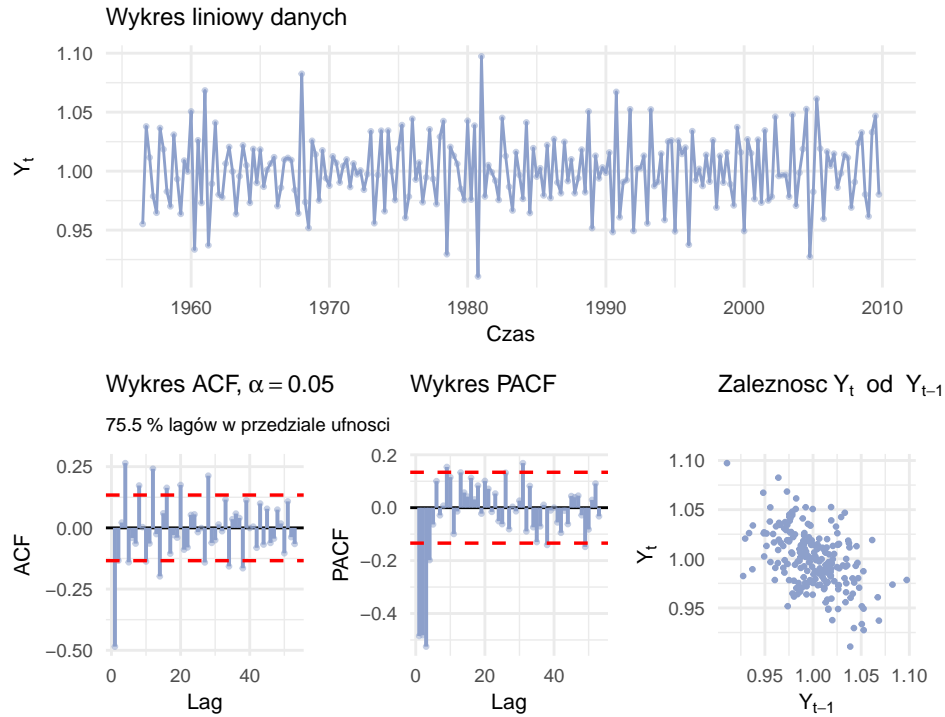 Wykres liniowy danych
1.10
1.05
1.00
0.95
Yt
1960 1970 1980 1990 2000 2010
Czas
Wykres ACF, α = 0.05
75.5 % lagów w przedziale ufnosci
0.25
0.00
−0.25
−0.50
ACF
0 20 40
Lag
Wykres PACF
0.2
0.0
−0.2
−0.4
PACF
0 20 40
Lag
Zaleznosc Yt od Yt−1
1.10
1.05
1.00
0.95
Yt
0.95 1.00 1.05 1.10
Yt−1